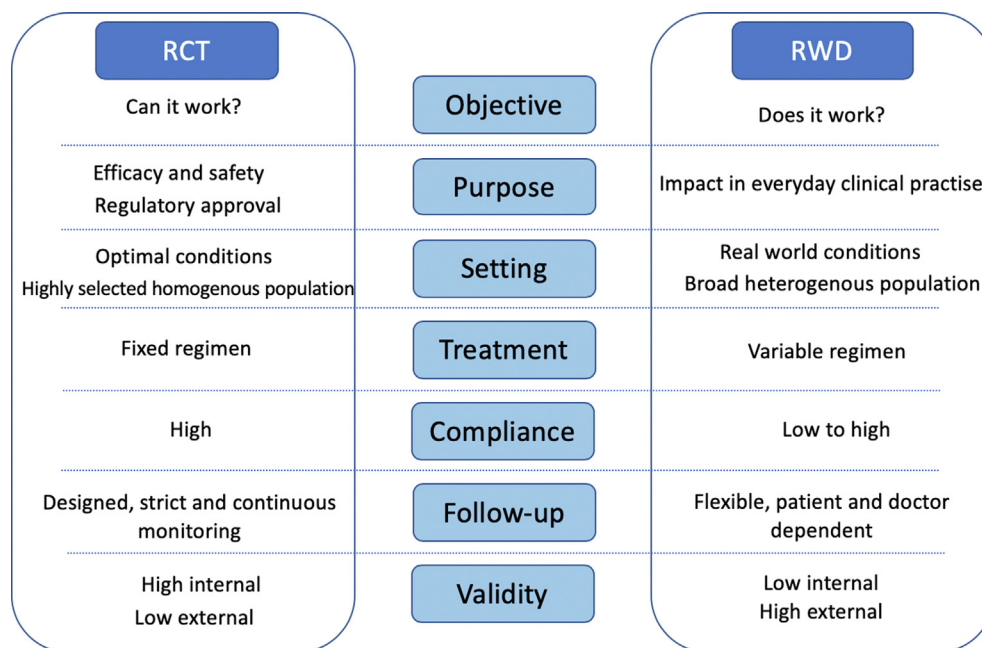 RCT
RWD
Can it work?
Objective
Does it work?
Efficacy and safety
Regulatory approval
Purpose
Impact in everyday clinical practise
Optimal conditions
Highly selected homogenous population
Setting
Real world conditions
Broad heterogenous population
Fixed regimen
Treatment
Variable regimen
High
Compliance
Low to high
Designed, strict and continuous
monitoring
Follow-up
Flexible, patient and doctor
dependent
High internal
Low external
Validity
Low internal
High external